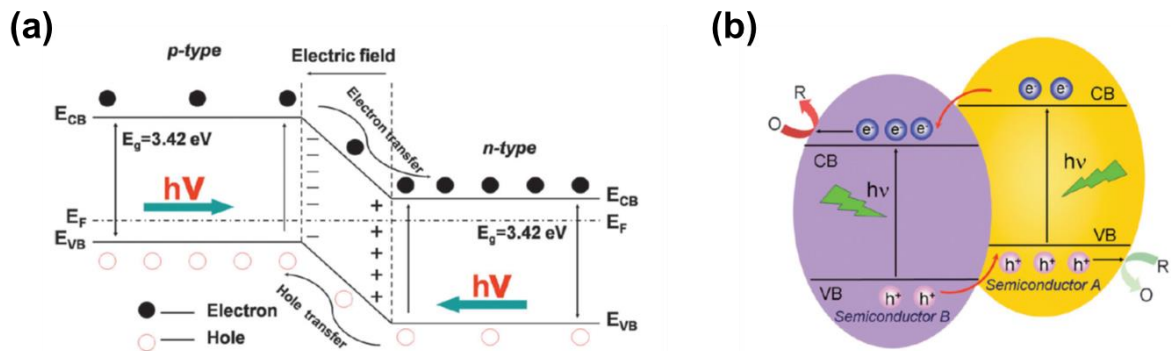 (a)
p-type
Electric field
E_CB
E_g=3.42 eV
Electron transfer
n-type
hV
E_F
E_VB
E_CB
E_F
E_g=3.42 eV
hV
E_VB
Hole transfer
Electron
Hole
− − − − − − −
+ + + + + +
(b)
R
O
e⁻ e⁻ e⁻
CB
hν
VB
h⁺ h⁺
Semiconductor B
e⁻ e⁻
CB
hν
VB
h⁺ h⁺ h⁺
Semiconductor A
R
O